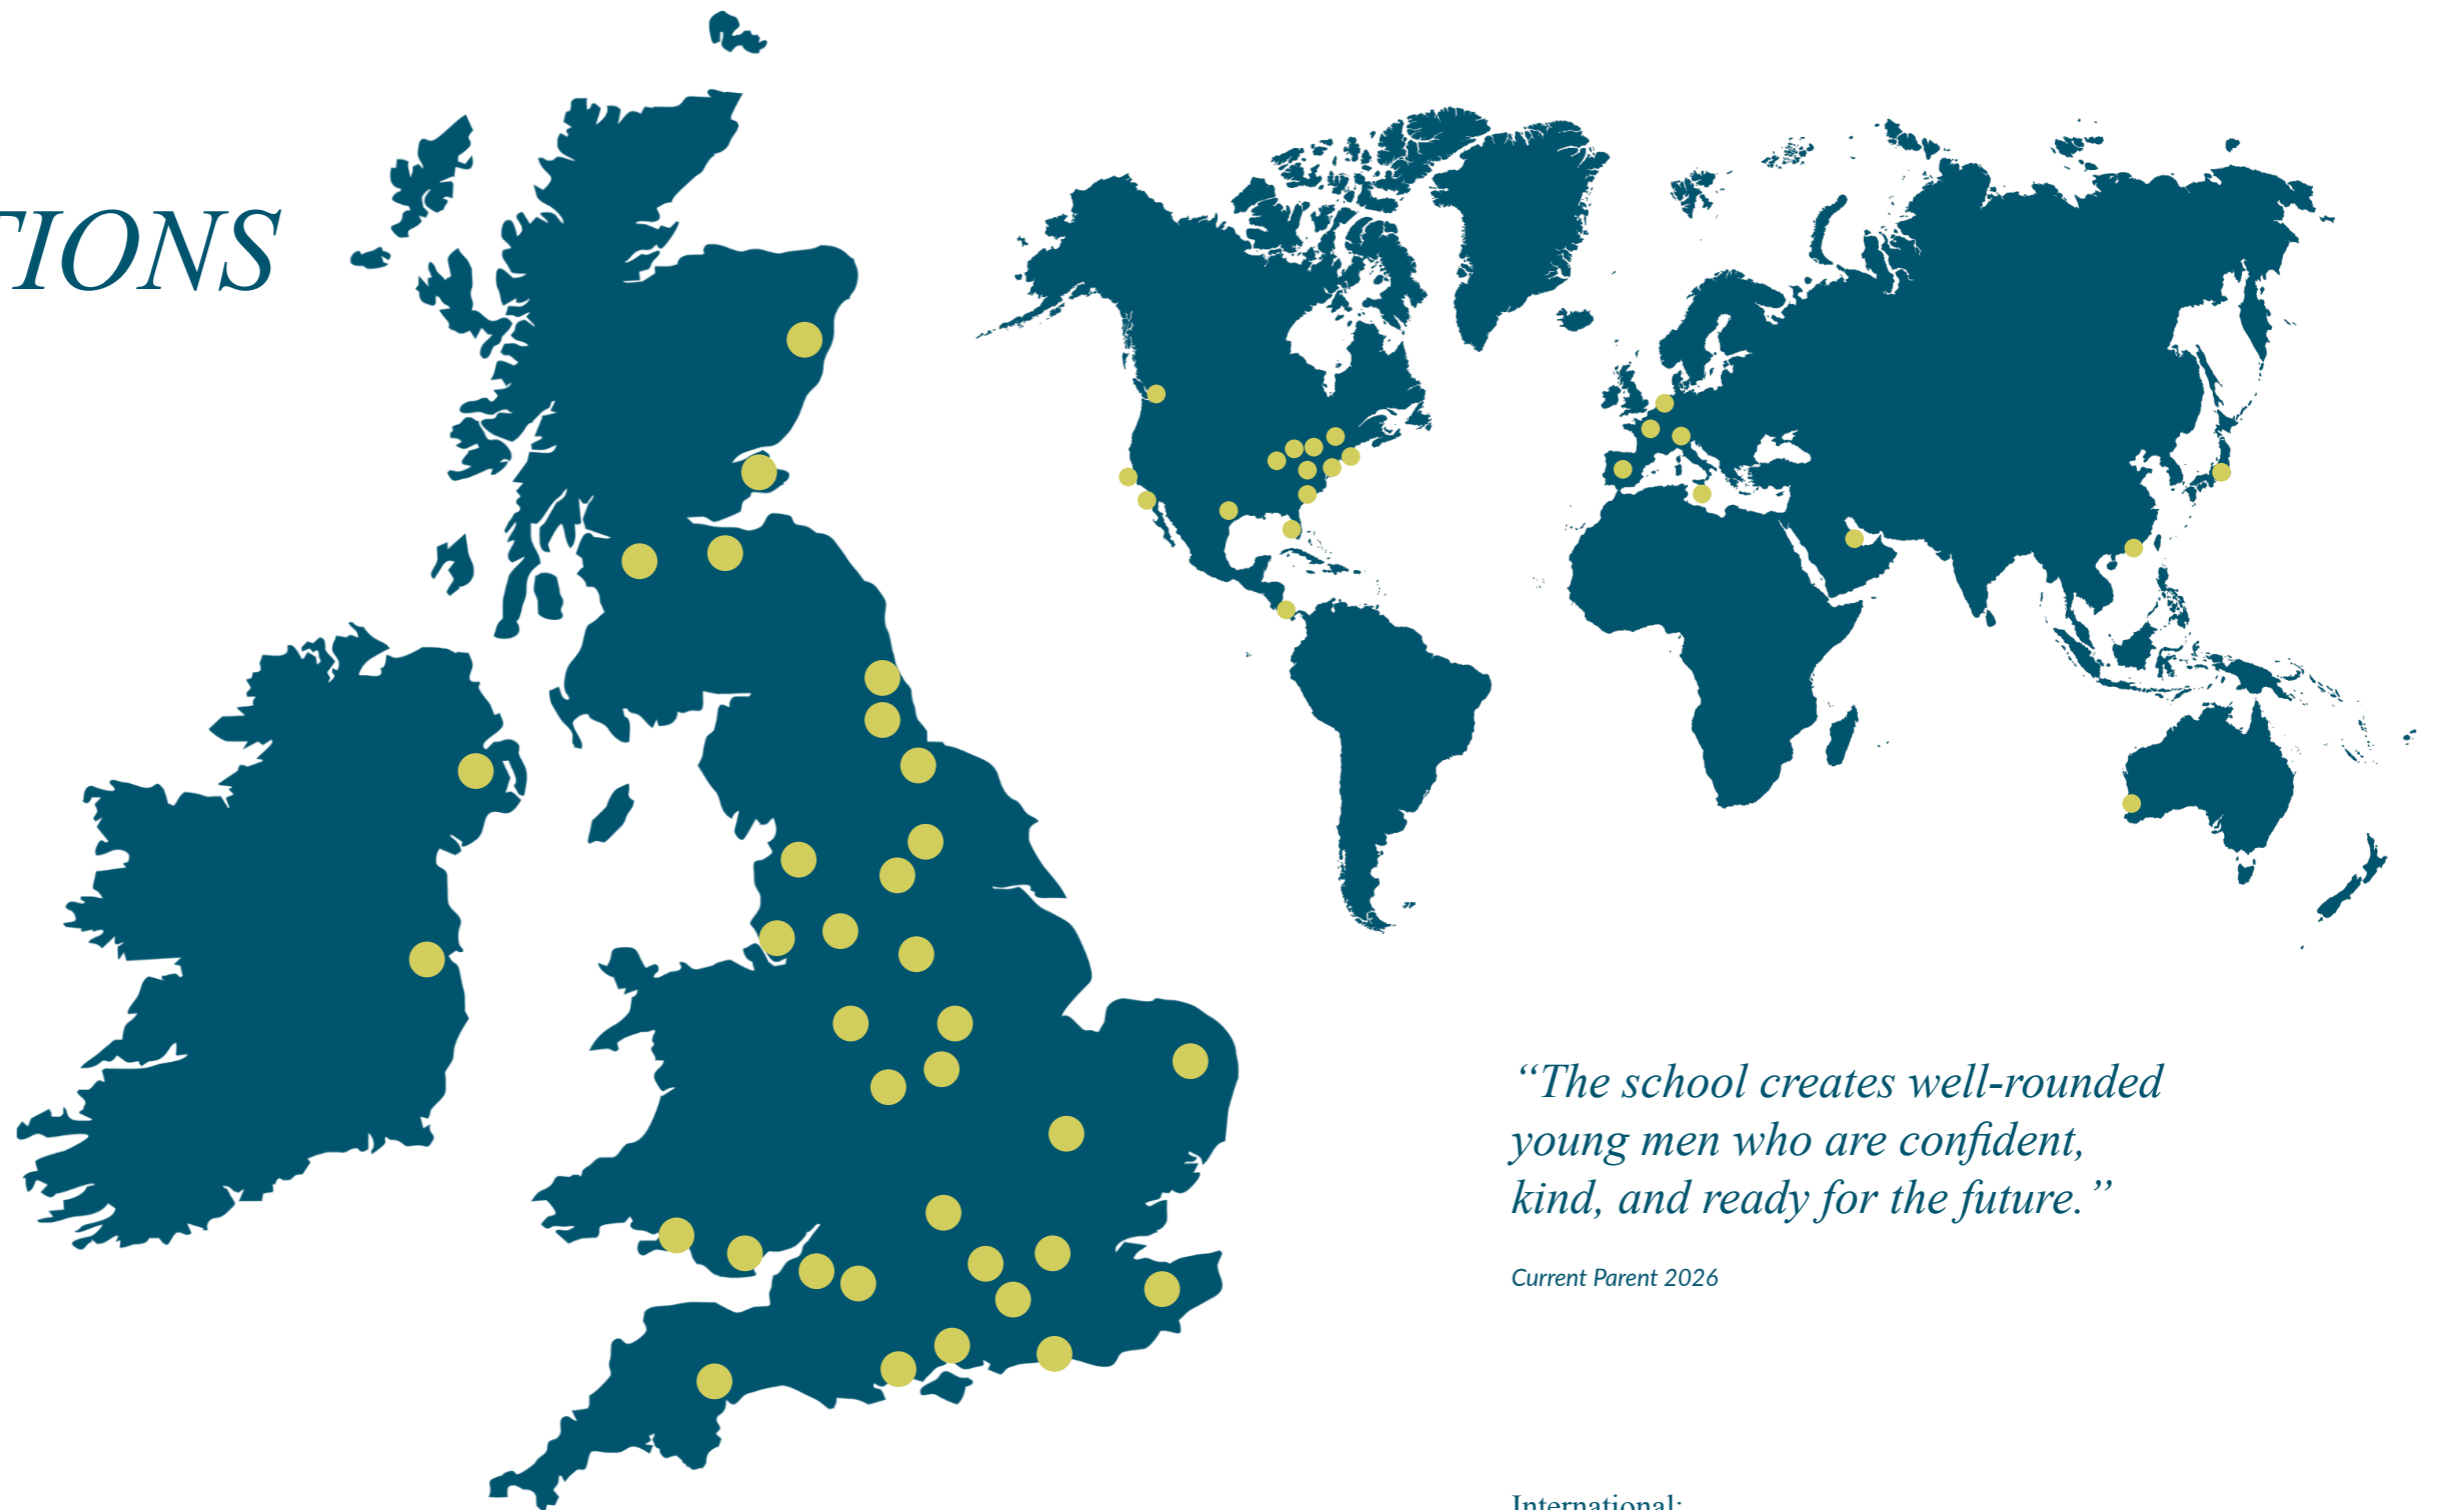 TIONS
“The school creates well-rounded
young men who are confident,
kind, and ready for the future.”
Current Parent 2026
International: